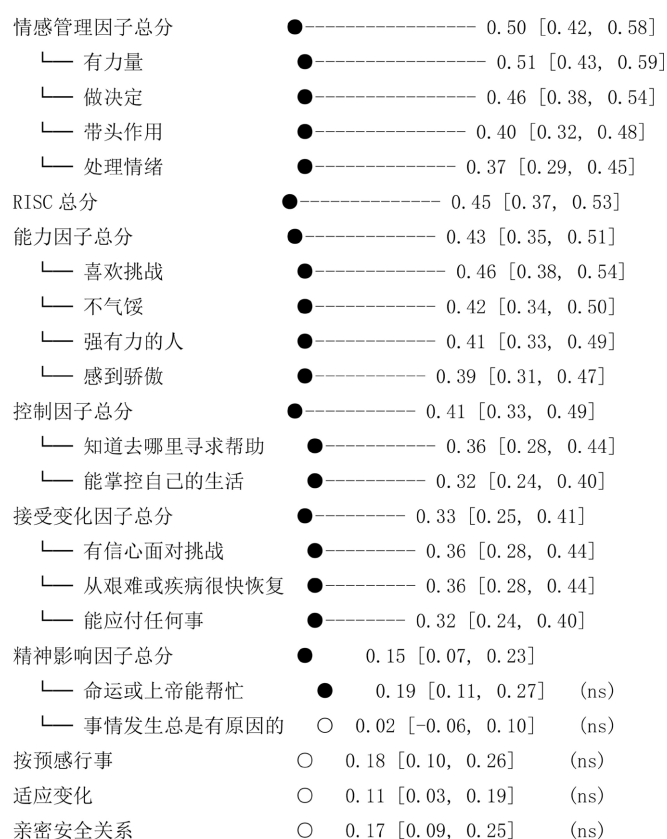 情感管理因子总分 ●----------------- 0.50 [0.42, 0.58]
└── 有力量 ●------------------ 0.51 [0.43, 0.59]
└── 做决定 ●----------------- 0.46 [0.38, 0.54]
└── 带头作用 ●---------------- 0.40 [0.32, 0.48]
└── 处理情绪 ●--------------- 0.37 [0.29, 0.45]
RISC 总分 ●-------------- 0.45 [0.37, 0.53]
能力因子总分 ●------------- 0.43 [0.35, 0.51]
└── 喜欢挑战 ●-------------- 0.46 [0.38, 0.54]
└── 不气馁 ●------------- 0.42 [0.34, 0.50]
└── 强有力的人 ●------------- 0.41 [0.33, 0.49]
└── 感到骄傲 ●------------ 0.39 [0.31, 0.47]
控制因子总分 ●----------- 0.41 [0.33, 0.49]
└── 知道去哪里寻求帮助 ●----------- 0.36 [0.28, 0.44]
└── 能掌控自己的生活 ●---------- 0.32 [0.24, 0.40]
接受变化因子总分 ●---------- 0.33 [0.25, 0.41]
└── 有信心面对挑战 ●--------- 0.36 [0.28, 0.44]
└── 从艰难或疾病很快恢复 ●--------- 0.36 [0.28, 0.44]
└── 能应付任何事 ●-------- 0.32 [0.24, 0.40]
精神影响因子总分 ● 0.15 [0.07, 0.23]
└── 命运或上帝能帮忙 ● 0.19 [0.11, 0.27] (ns)
└── 事情发生总是有原因的 ○ 0.02 [-0.06, 0.10] (ns)
按预感行事 ○ 0.18 [0.10, 0.26] (ns)
适应变化 ○ 0.11 [0.03, 0.19] (ns)
亲密安全关系 ○ 0.17 [0.09, 0.25] (ns)